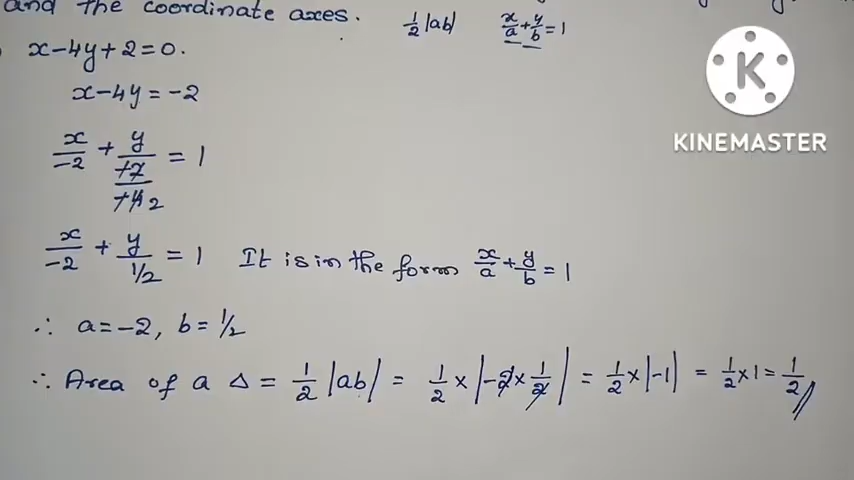 and the coordinate axes. 1/2 |ab| x/a + y/b = 1
x - 4y + 2 = 0.
x - 4y = -2
x/-2 + y/(+2/+4 2) = 1
x/-2 + y/(1/2) = 1 It is in the form x/a + y/b = 1
∴ a = -2, b = 1/2
∴ Area of a Δ = 1/2 |ab| = 1/2 × |-2 × 1/2| = 1/2 × |-1| = 1/2 × 1 = 1/2 //
K
KINEMASTER